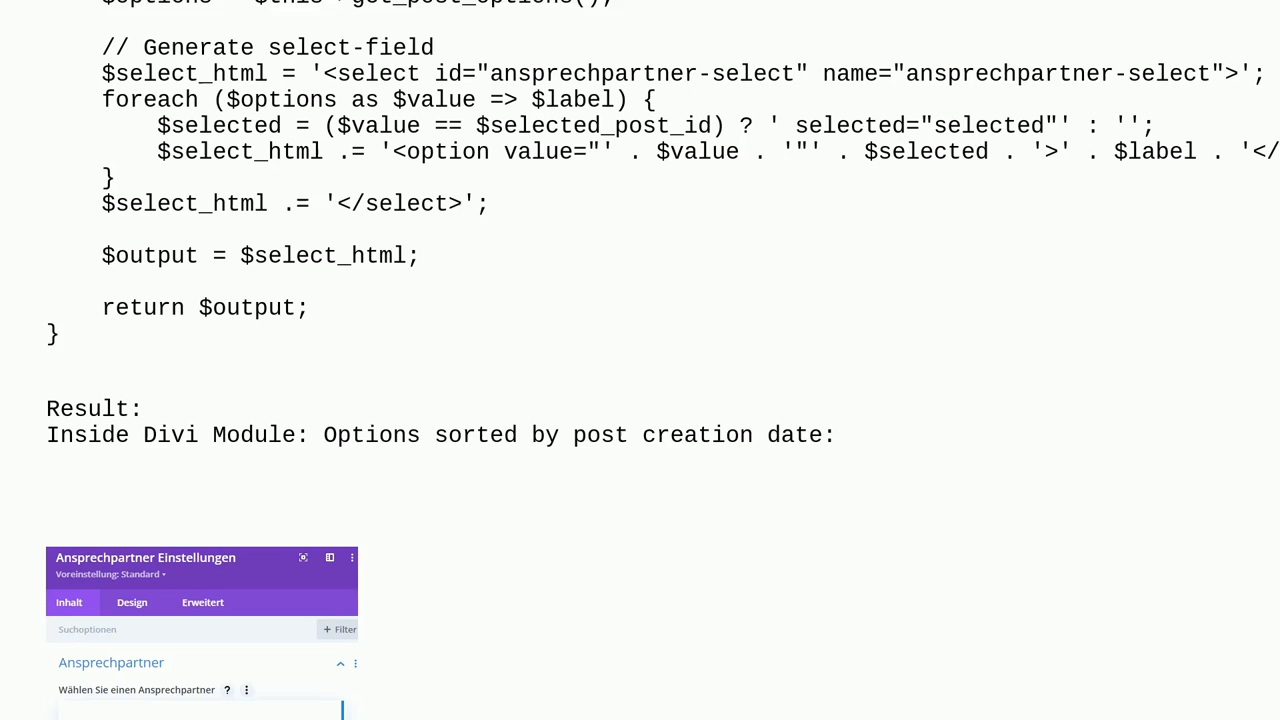 $options = $this->get_post_options();
// Generate select-field
$select_html = '<select id="ansprechpartner-select" name="ansprechpartner-select">';
foreach ($options as $value => $label) {
$selected = ($value == $selected_post_id) ? ' selected="selected"' : '';
$select_html .= '<option value="' . $value . '"' . $selected . '>' . $label . '</
}
$select_html .= '</select>';
$output = $select_html;
return $output;
}
Result:
Inside Divi Module: Options sorted by post creation date:
Ansprechpartner Einstellungen
Voreinstellung: Standard
Inhalt Design Erweitert
Suchoptionen + Filter
Ansprechpartner
Wählen Sie einen Ansprechpartner ?